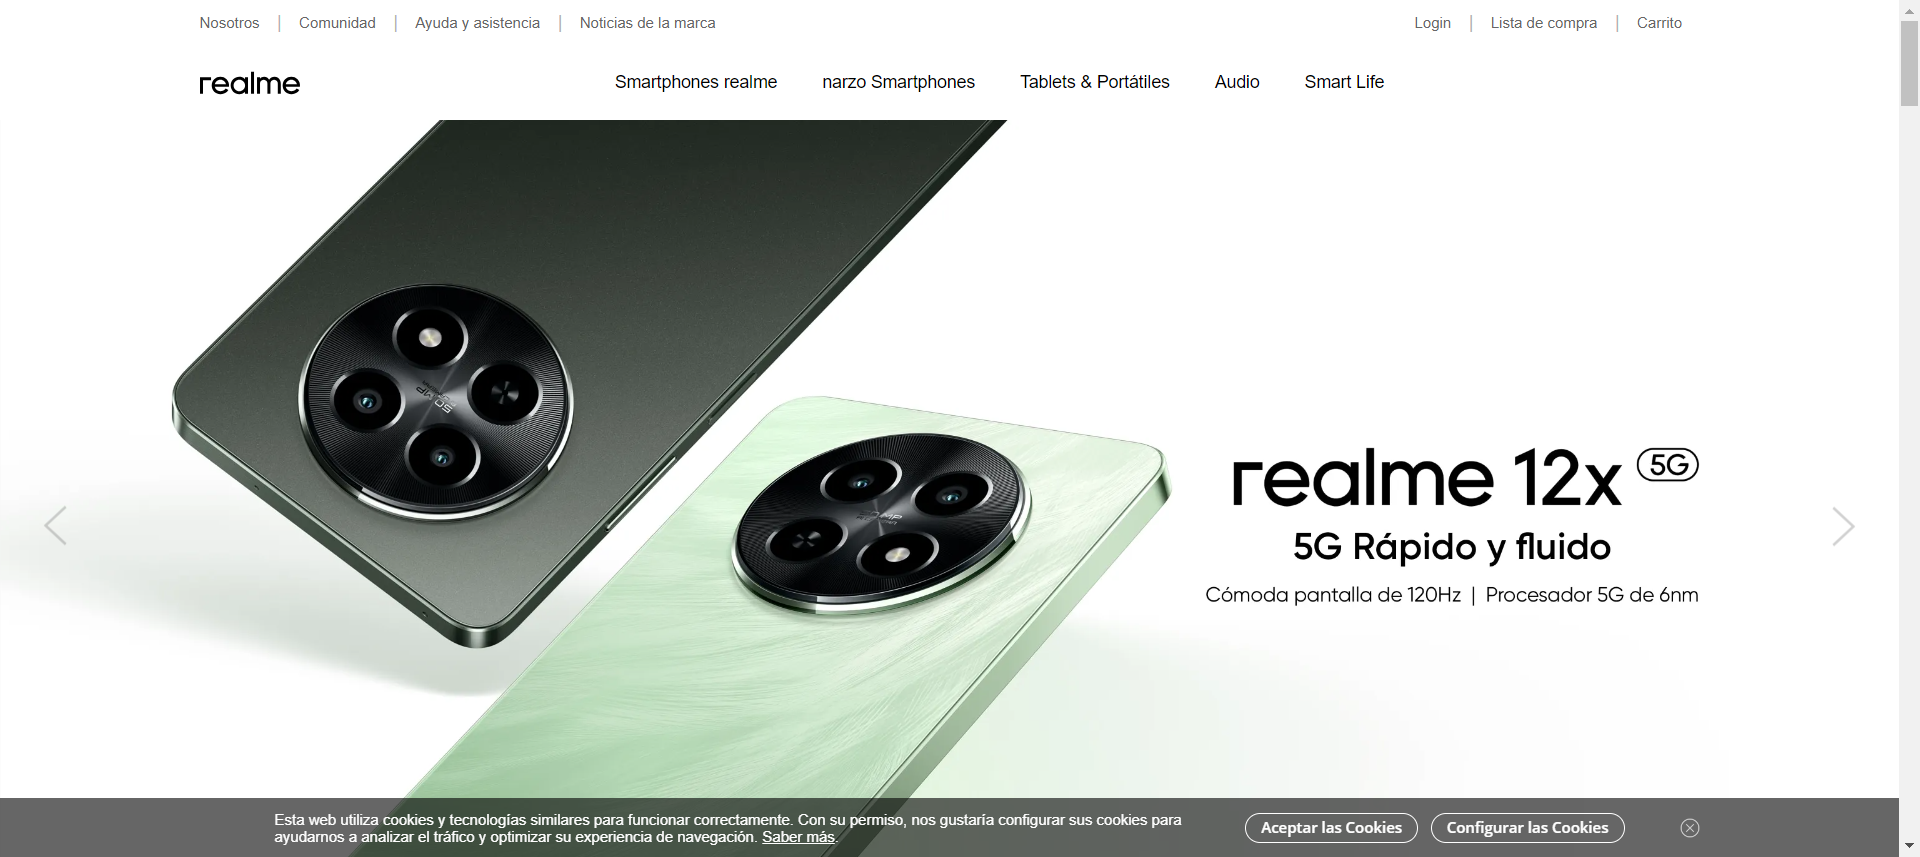 Nosotros | Comunidad | Ayuda y asistencia | Noticias de la marca Login | Lista de compra | Carrito
realme Smartphones realme narzo Smartphones Tablets & Portátiles Audio Smart Life
50MP
realme 12x 5G
5G Rápido y fluido
Cómoda pantalla de 120Hz | Procesador 5G de 6nm
Esta web utiliza cookies y tecnologías similares para funcionar correctamente. Con su permiso, nos gustaría configurar sus cookies para
ayudarnos a analizar el tráfico y optimizar su experiencia de navegación. Saber más.
Aceptar las Cookies Configurar las Cookies